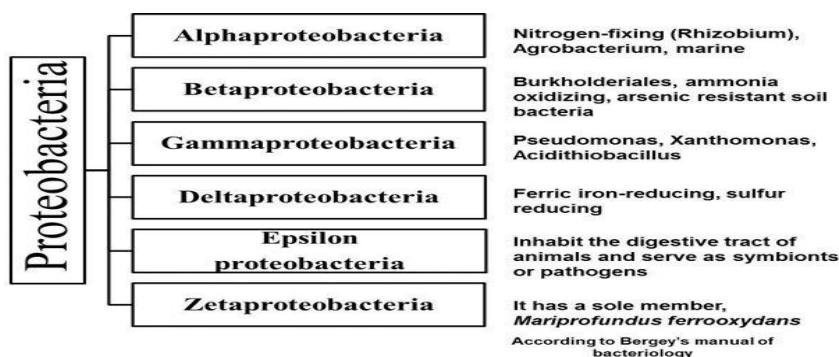 Proteobacteria
Alphaproteobacteria
Nitrogen-fixing (Rhizobium),
Agrobacterium, marine
Betaproteobacteria
Burkholderiales, ammonia
oxidizing, arsenic resistant soil
bacteria
Gammaproteobacteria
Pseudomonas, Xanthomonas,
Acidithiobacillus
Deltaproteobacteria
Ferric iron-reducing, sulfur
reducing
Epsilon
proteobacteria
Inhabit the digestive tract of
animals and serve as symbionts
or pathogens
Zetaproteobacteria
It has a sole member,
Mariprofundus ferrooxydans
According to Bergey's manual of
bacteriology